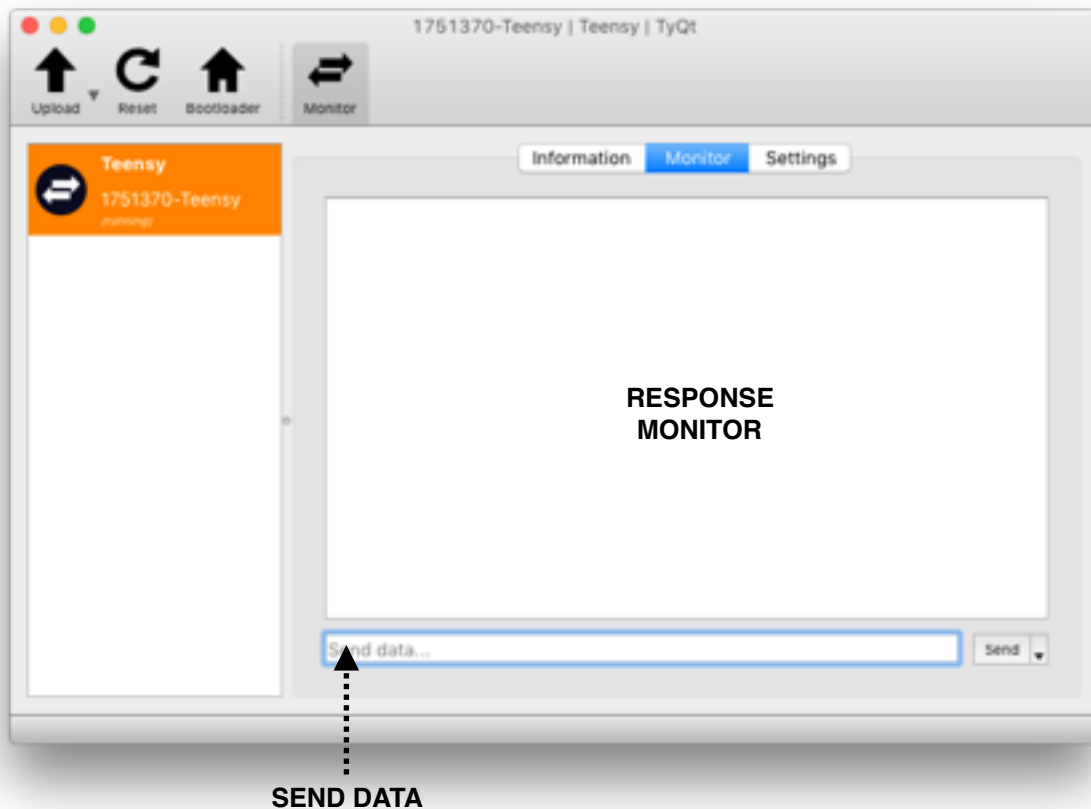 1751370-Teensy | Teensy | TyQt
Upload Reset Bootloader Monitor
Teensy
1751370-Teensy
(running)
Information Monitor Settings
RESPONSE
MONITOR
Send data...
Send
SEND DATA